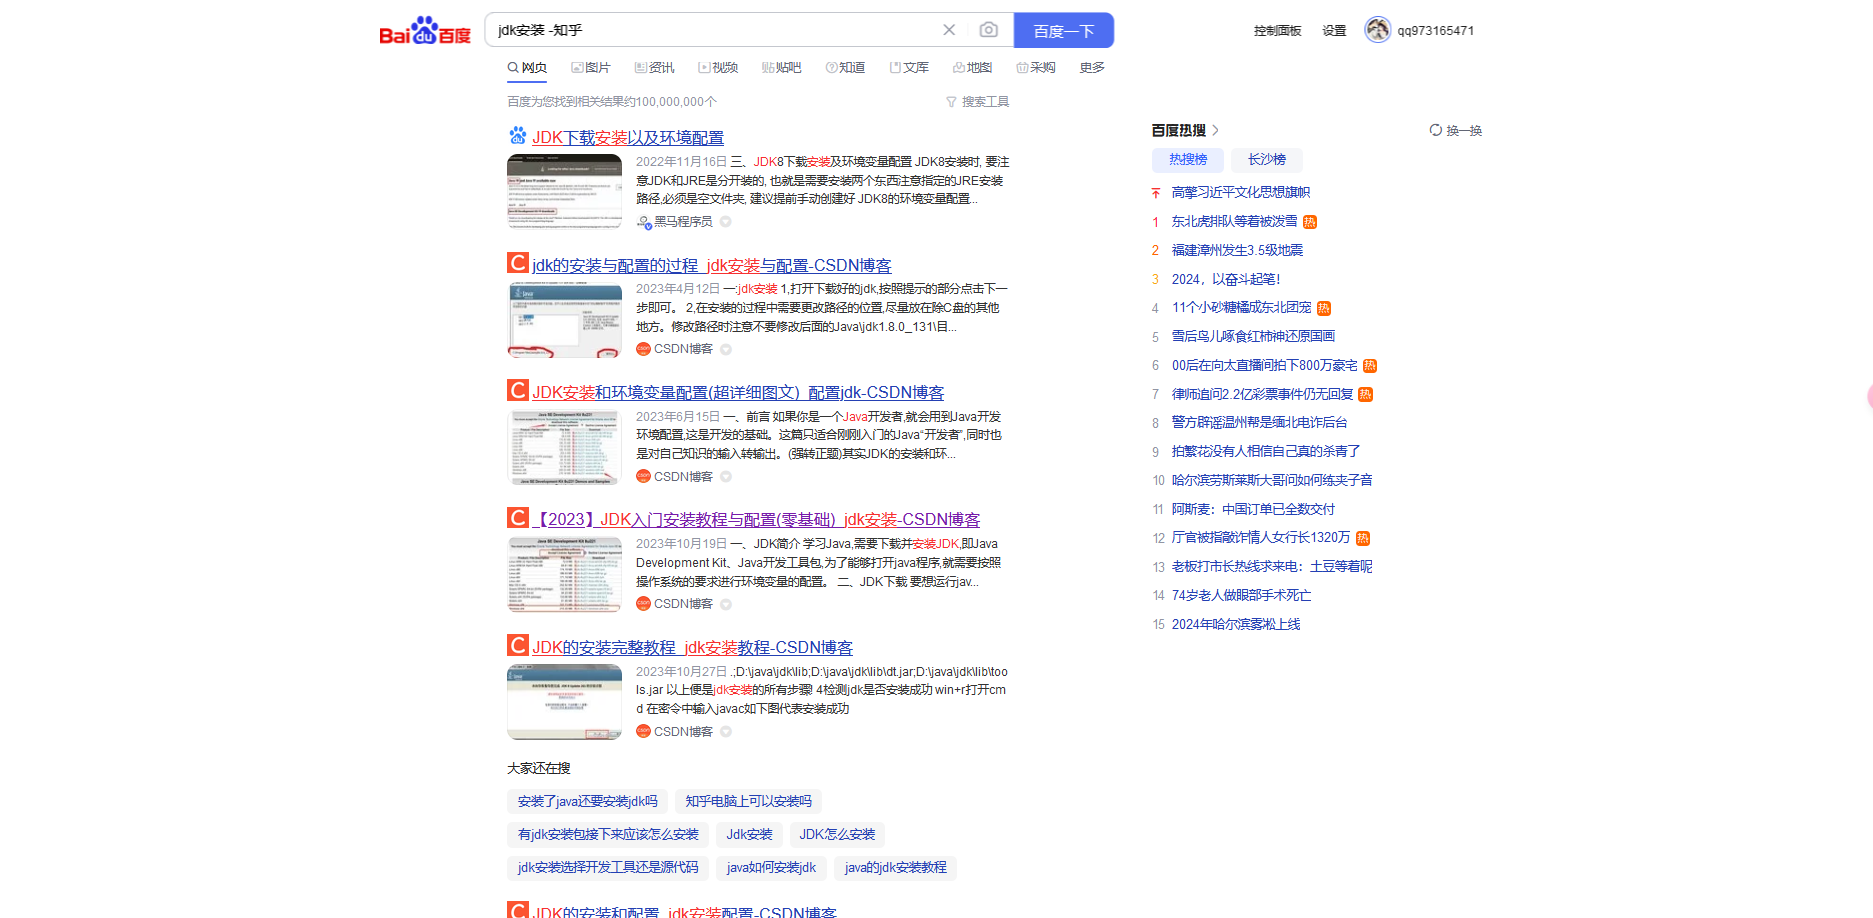 Baidu百度
jdk安装 -知乎
百度一下
控制面板
设置
qq973165471
网页
图片
资讯
视频
贴吧
知道
文库
地图
采购
更多
百度为您找到相关结果约100,000,000个
搜索工具
JDK下载安装以及环境配置
2022年11月16日 三、JDK8下载安装及环境变量配置 JDK8安装时, 要注
意JDK和JRE是分开装的, 也就是需要安装两个东西注意指定的JRE安装
路径,必须是空文件夹, 建议提前手动创建好 JDK8的环境变量配置...
黑马程序员
jdk的安装与配置的过程_jdk安装与配置-CSDN博客
2023年4月12日 一:jdk安装 1,打开下载好的jdk,按照提示的部分点击下一
步即可。 2,在安装的过程中需要更改路径的位置,尽量放在除C盘的其他
地方。修改路径时注意不要修改后面的Java\jdk1.8.0_131\目...
CSDN博客
JDK安装和环境变量配置(超详细图文)_配置jdk-CSDN博客
2023年6月15日 一、前言 如果你是一个Java开发者,就会用到Java开发
环境配置,这是开发的基础。这篇只适合刚刚入门的Java“开发者”,同时也
是对自己知识的输入转输出。(强转正题)其实JDK的安装和环...
CSDN博客
【2023】JDK入门安装教程与配置(零基础)_jdk安装-CSDN博客
2023年10月19日 一、JDK简介 学习Java,需要下载并安装JDK,即Java
Development Kit、Java开发工具包,为了能够打开java程序,就需要按照
操作系统的要求进行环境变量的配置。 二、JDK下载 要想运行jav...
CSDN博客
JDK的安装完整教程_jdk安装教程-CSDN博客
2023年10月27日 .;D:\java\jdk\lib;D:\java\jdk\lib\dt.jar;D:\java\jdk\lib\too
ls.jar 以上便是jdk安装的所有步骤! 4检测jdk是否安装成功 win+r打开cm
d 在密令中输入javac如下图代表安装成功
CSDN博客
大家还在搜
安装了java还要安装jdk吗
知乎电脑上可以安装吗
有jdk安装包接下来应该怎么安装
Jdk安装
JDK怎么安装
jdk安装选择开发工具还是源代码
java如何安装jdk
java的jdk安装教程
JDK的安装和配置_jdk安装配置-CSDN博客
百度热搜
换一换
热搜榜
长沙榜
高擎习近平文化思想旗帜
1 东北虎排队等着被泼雪 热
2 福建漳州发生3.5级地震
3 2024，以奋斗起笔！
4 11个小砂糖橘成东北团宠 热
5 雪后鸟儿啄食红柿神还原国画
6 00后在向太直播间拍下800万豪宅 热
7 律师追问2.2亿彩票事件仍无回复 热
8 警方辟谣温州帮是缅北电诈后台
9 拍繁花没有人相信自己真的杀青了
10 哈尔滨劳斯莱斯大哥问如何练夹子音
11 阿斯麦：中国订单已全数交付
12 厅官被指敲诈情人女行长1320万 热
13 老板打市长热线求来电：土豆等着呢
14 74岁老人做眼部手术死亡
15 2024年哈尔滨雾凇上线